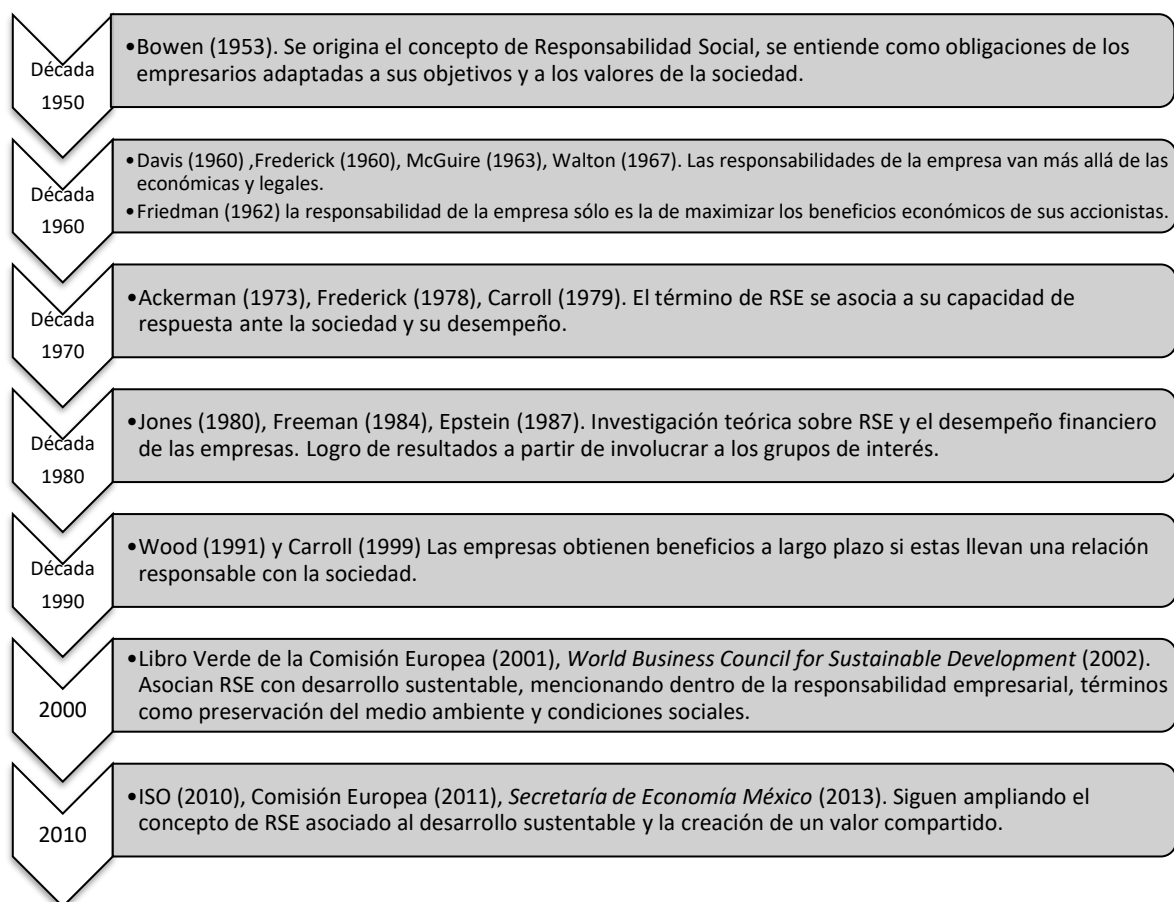 Década
1950
•Bowen (1953). Se origina el concepto de Responsabilidad Social, se entiende como obligaciones de los
empresarios adaptadas a sus objetivos y a los valores de la sociedad.
Década
1960
•Davis (1960) ,Frederick (1960), McGuire (1963), Walton (1967). Las responsabilidades de la empresa van más allá de las
económicas y legales.
•Friedman (1962) la responsabilidad de la empresa sólo es la de maximizar los beneficios económicos de sus accionistas.
Década
1970
•Ackerman (1973), Frederick (1978), Carroll (1979). El término de RSE se asocia a su capacidad de
respuesta ante la sociedad y su desempeño.
Década
1980
•Jones (1980), Freeman (1984), Epstein (1987). Investigación teórica sobre RSE y el desempeño financiero
de las empresas. Logro de resultados a partir de involucrar a los grupos de interés.
Década
1990
•Wood (1991) y Carroll (1999) Las empresas obtienen beneficios a largo plazo si estas llevan una relación
responsable con la sociedad.
2000
•Libro Verde de la Comisión Europea (2001), World Business Council for Sustainable Development (2002).
Asocian RSE con desarrollo sustentable, mencionando dentro de la responsabilidad empresarial, términos
como preservación del medio ambiente y condiciones sociales.
2010
•ISO (2010), Comisión Europea (2011), Secretaría de Economía México (2013). Siguen ampliando el
concepto de RSE asociado al desarrollo sustentable y la creación de un valor compartido.